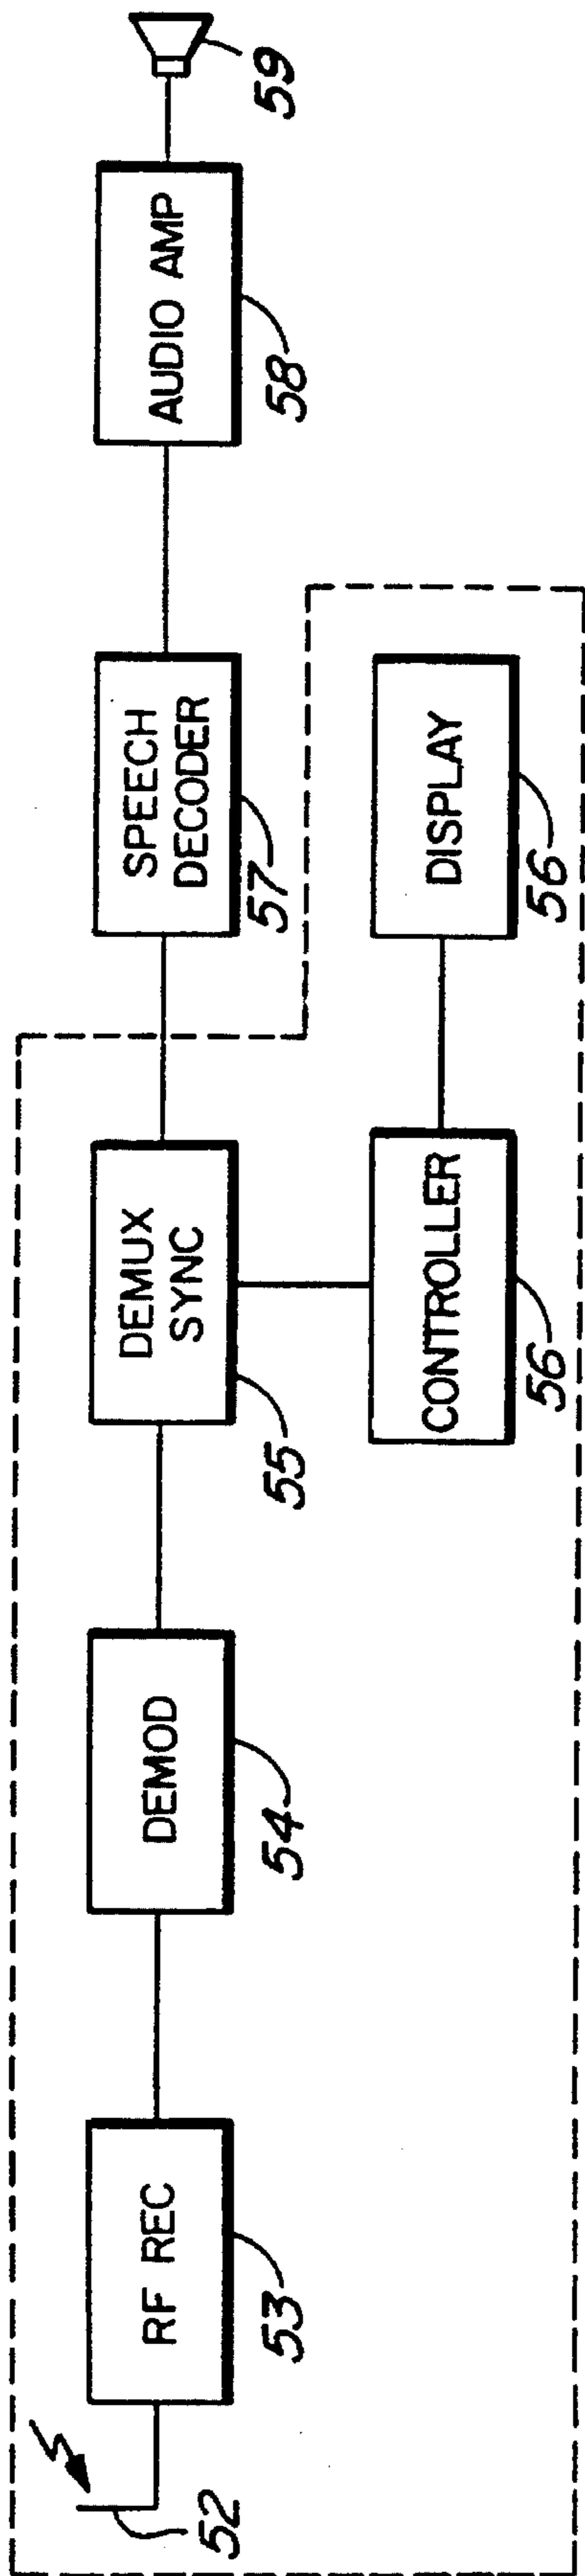 52
RF REC
53
DEMOD
54
DEMUX
SYNC
55
SPEECH
DECODER
57
AUDIO AMP
58
59
CONTROLLER
56
DISPLAY
56